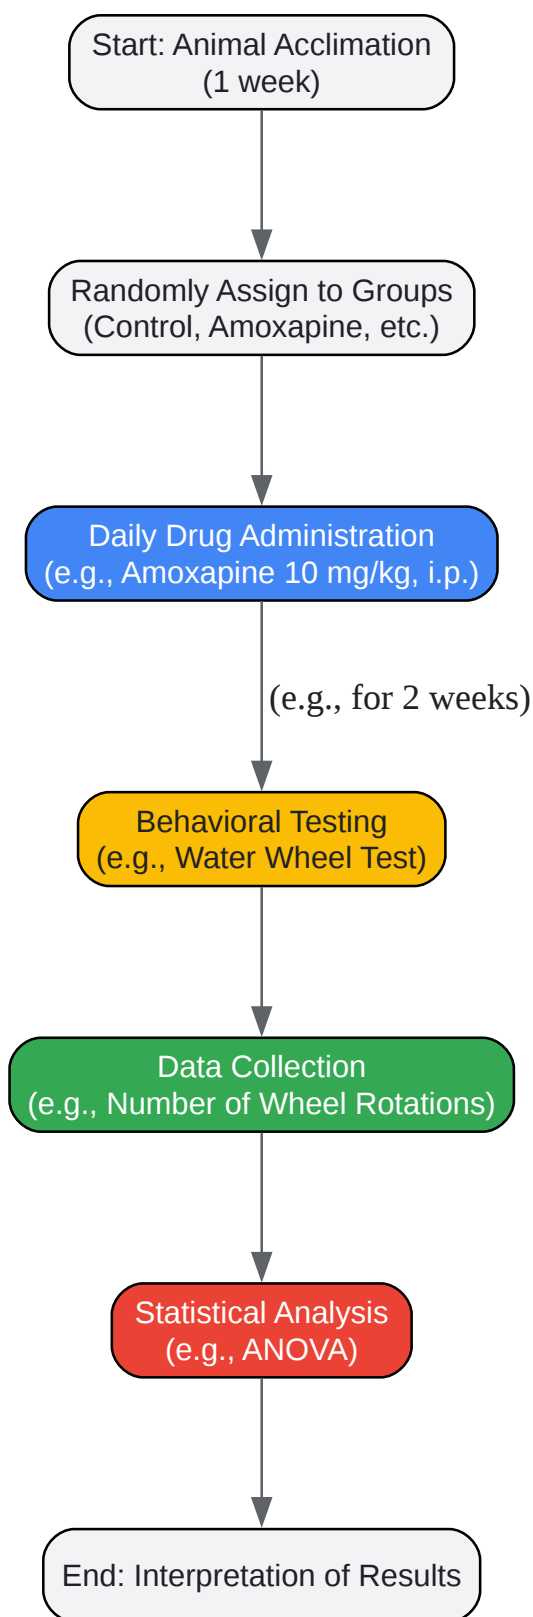 Start: Animal Acclimation
(1 week)
Randomly Assign to Groups
(Control, Amoxapine, etc.)
Daily Drug Administration
(e.g., Amoxapine 10 mg/kg, i.p.)
(e.g., for 2 weeks)
Behavioral Testing
(e.g., Water Wheel Test)
Data Collection
(e.g., Number of Wheel Rotations)
Statistical Analysis
(e.g., ANOVA)
End: Interpretation of Results